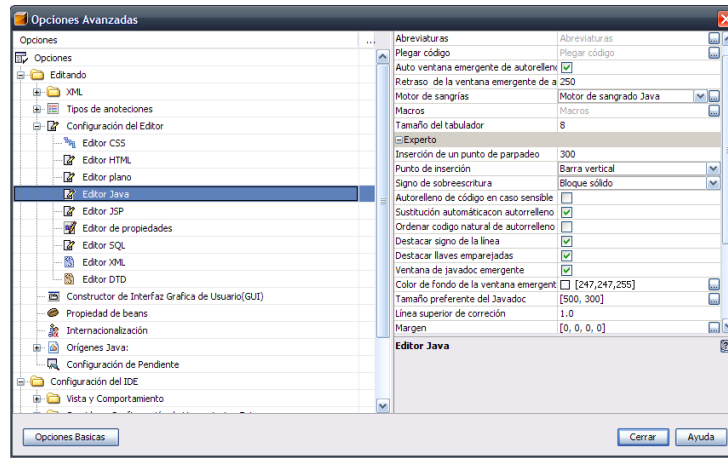 Opciones Avanzadas
Opciones
...
Opciones
Editando
XML
Tipos de anoteciones
Configuración del Editor
Editor CSS
Editor HTML
Editor plano
Editor Java
Editor JSP
Editor de propiedades
Editor SQL
Editor XML
Editor DTD
Constructor de Interfaz Grafica de Usuario(GUI)
Propiedad de beans
Internacionalización
Orígenes Java:
Configuración de Pendiente
Configuración del IDE
Vista y Comportamiento
Abreviaturas Abreviaturas ...
Plegar código Plegar código ...
Auto ventana emergente de autorelleno
Retraso de la ventana emergente de a 250
Motor de sangrías Motor de sangrado Java ...
Macros Macros ...
Tamaño del tabulador 8
Experto
Inserción de un punto de parpadeo 300
Punto de inserción Barra vertical
Signo de sobreescritura Bloque sólido
Autorelleno de código en caso sensible
Sustitución automáticacon autorrelleno
Ordenar codigo natural de autorrelleno
Destacar signo de la línea
Destacar llaves emparejadas
Ventana de javadoc emergente
Color de fondo de la ventana emergent [247,247,255] ...
Tamaño preferente del Javadoc [500, 300] ...
Línea superior de correción 1.0
Margen [0, 0, 0, 0] ...
Editor Java
?
Opciones Basicas
Cerrar
Ayuda